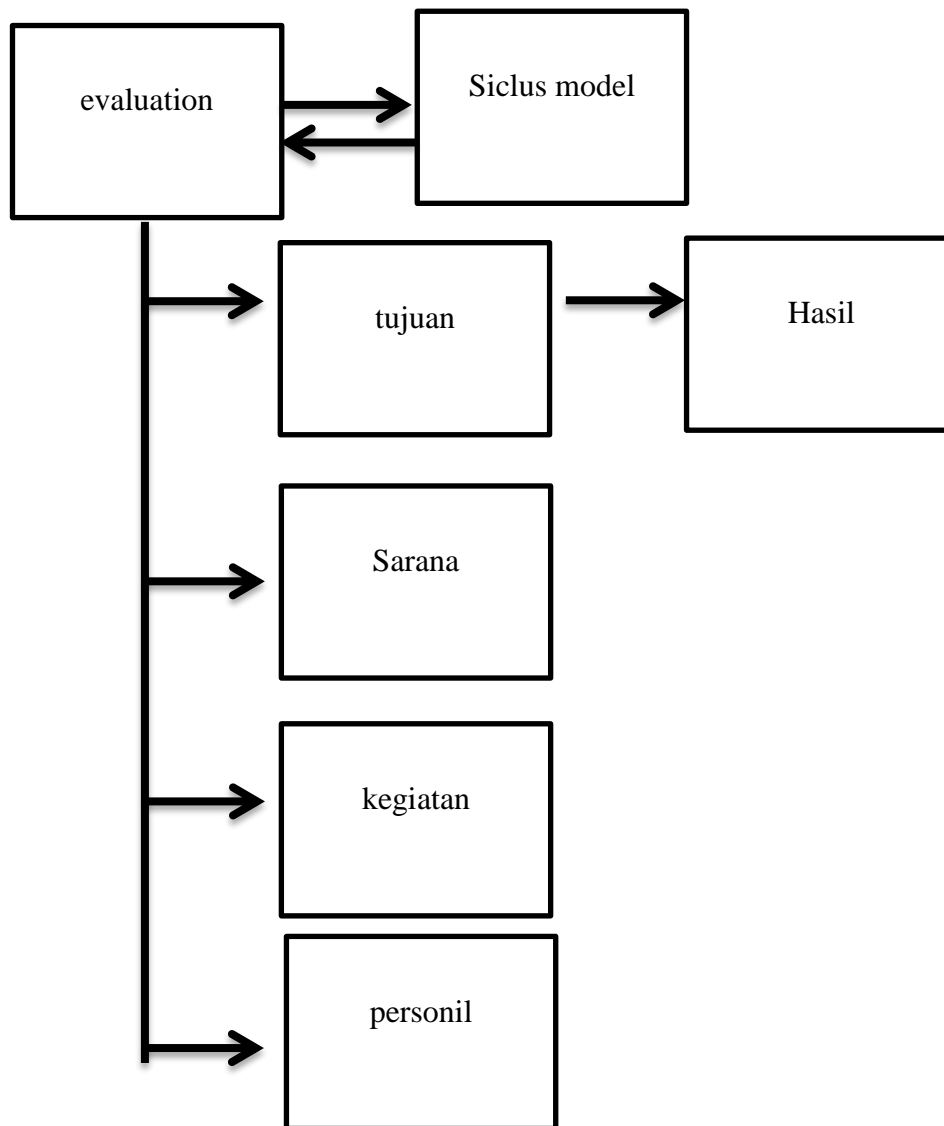 evaluation
Siclus model
tujuan
Hasil
Sarana
kegiatan
personil